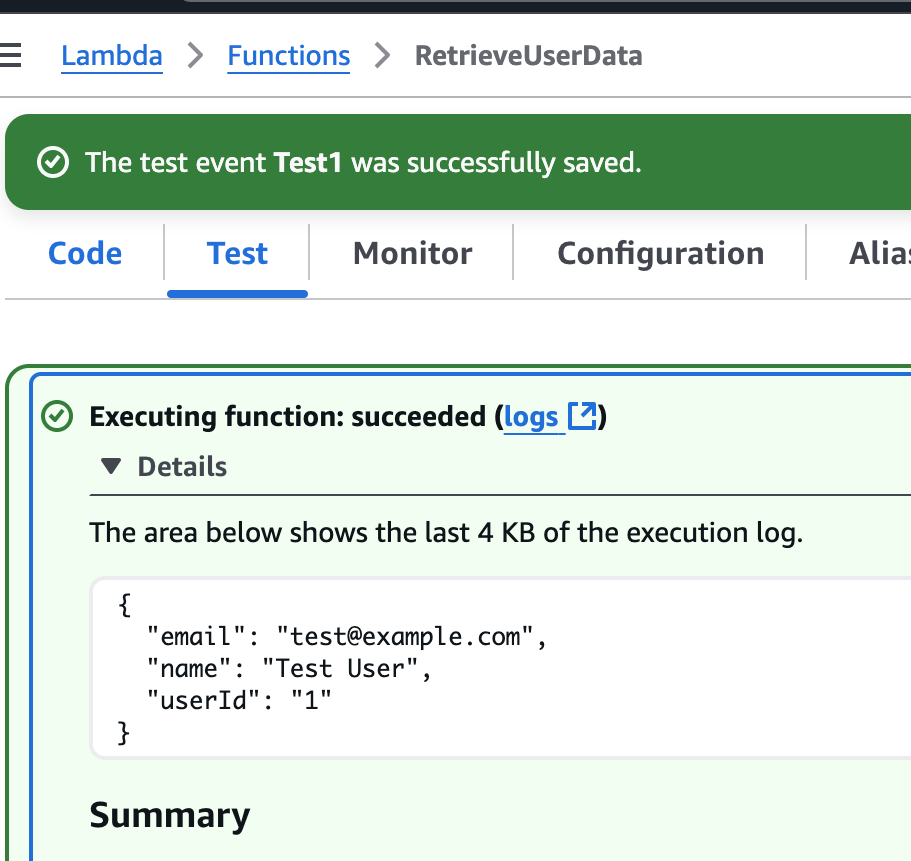 Lambda > Functions > RetrieveUserData
The test event Test1 was successfully saved.
Code Test Monitor Configuration
Executing function: succeeded (logs)
Details
The area below shows the last 4 KB of the execution log.
{
"email": "test@example.com",
"name": "Test User",
"userId": "1"
}
Summary